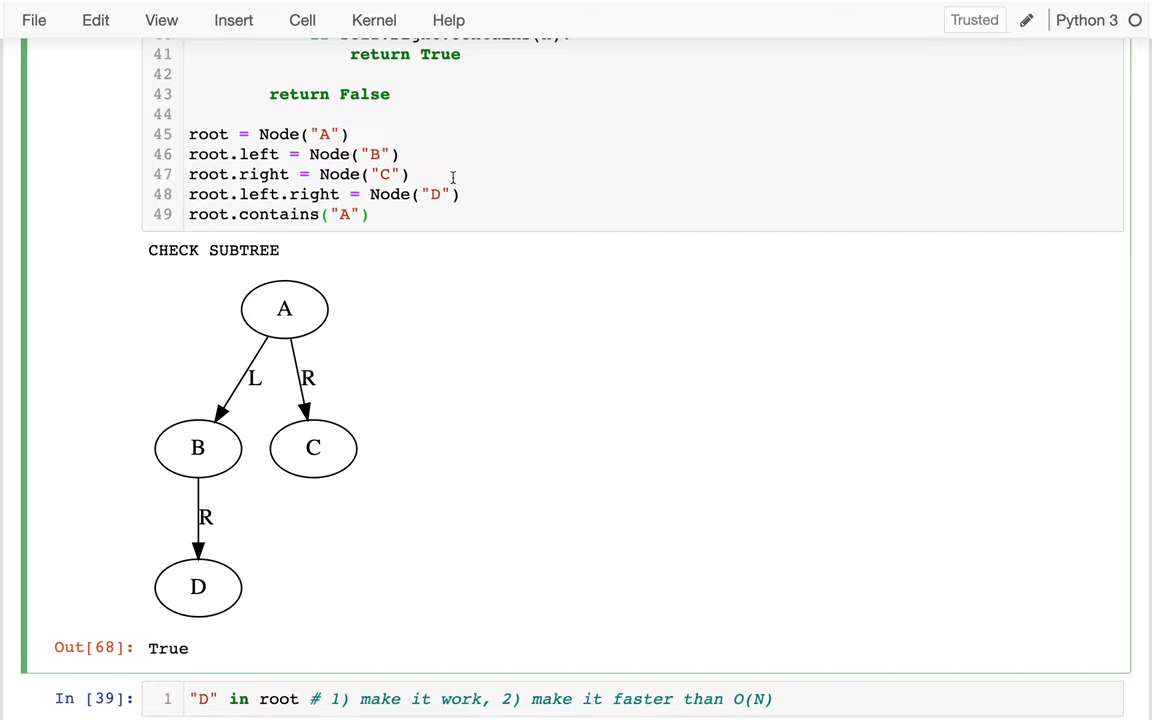 File Edit View Insert Cell Kernel Help Trusted Python 3
41 return True
42
43 return False
44
45 root = Node("A")
46 root.left = Node("B")
47 root.right = Node("C")
48 root.left.right = Node("D")
49 root.contains("A")
CHECK SUBTREE
A
L R
B C
R
D
Out[68]: True
In [39]: 1 "D" in root # 1) make it work, 2) make it faster than O(N)